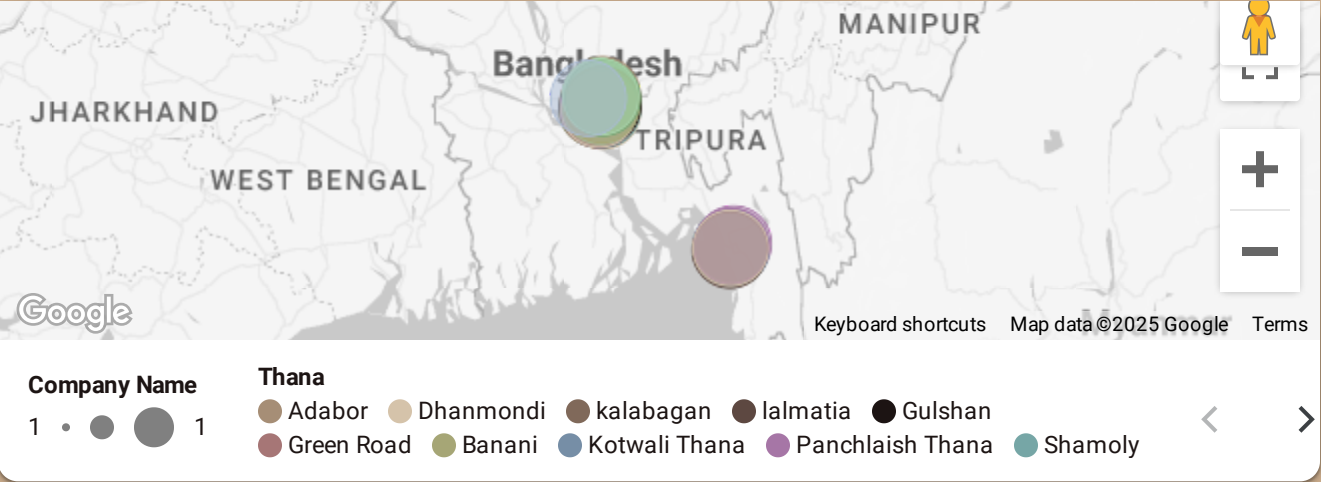 MANIPUR
Bangladesh
JHARKHAND
TRIPURA
WEST BENGAL
Google
Myanmar
Keyboard shortcuts Map data ©2025 Google Terms
Company Name
1 1
Thana
Adabor Dhanmondi kalabagan lalmatia Gulshan
Green Road Banani Kotwali Thana Panchlaish Thana Shamoly